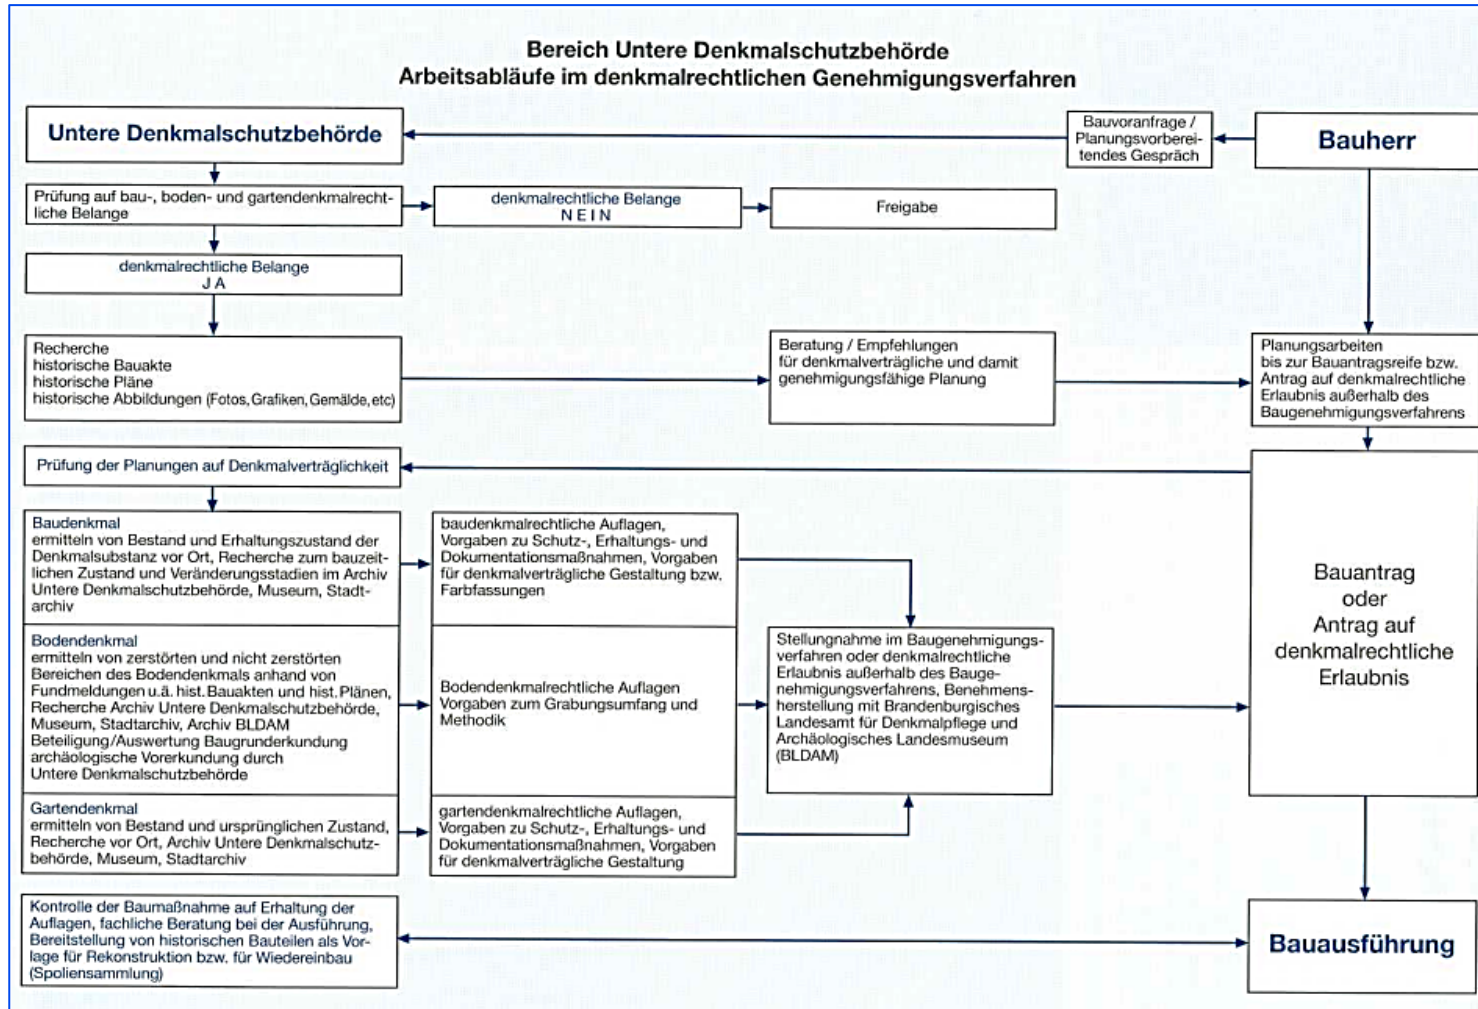 Bereich Untere Denkmalschutzbehörde
Arbeitsabläufe im denkmalrechtlichen Genehmigungsverfahren
Untere Denkmalschutzbehörde
Bauvoranfrage /
Planungsvorberei-
tendes Gespräch
Bauherr
Prüfung auf bau-, boden- und gartendenkmalrecht-
liche Belange
denkmalrechtliche Belange
N E I N
Freigabe
denkmalrechtliche Belange
J A
Recherche
historische Bauakte
historische Pläne
historische Abbildungen (Fotos, Grafiken, Gemälde, etc)
Beratung / Empfehlungen
für denkmalverträgliche und damit
genehmigungsfähige Planung
Planungsarbeiten
bis zur Bauantragsreife bzw.
Antrag auf denkmalrechtliche
Erlaubnis außerhalb des
Baugenehmigungsverfahrens
Prüfung der Planungen auf Denkmalverträglichkeit
Baudenkmal
ermitteln von Bestand und Erhaltungszustand der
Denkmalsubstanz vor Ort, Recherche zum bauzeit-
lichen Zustand und Veränderungsstadien im Archiv
Untere Denkmalschutzbehörde, Museum, Stadt-
archiv
baudenkmalrechtliche Auflagen,
Vorgaben zu Schutz-, Erhaltungs- und
Dokumentationsmaßnahmen, Vorgaben
für denkmalverträgliche Gestaltung bzw.
Farbfassungen
Bauantrag
oder
Antrag auf
denkmalrechtliche
Erlaubnis
Bodendenkmal
ermitteln von zerstörten und nicht zerstörten
Bereichen des Bodendenkmals anhand von
Fundmeldungen u.ä. hist. Bauakten und hist. Plänen,
Recherche Archiv Untere Denkmalschutzbehörde,
Museum, Stadtarchiv, Archiv BLDAM
Beteiligung/Auswertung Baugrunderkundung
archäologische Vorerkundung durch
Untere Denkmalschutzbehörde
Bodendenkmalrechtliche Auflagen
Vorgaben zum Grabungsumfang und
Methodik
Stellungnahme im Baugenehmigungs-
verfahren oder denkmalrechtliche
Erlaubnis außerhalb des Bauge-
nehmigungsverfahrens, Benehmens-
herstellung mit Brandenburgisches
Landesamt für Denkmalpflege und
Archäologisches Landesmuseum
(BLDAM)
Gartendenkmal
ermitteln von Bestand und ursprünglichen Zustand,
Recherche vor Ort, Archiv Untere Denkmalschutz-
behörde, Museum, Stadtarchiv
gartendenkmalrechtliche Auflagen,
Vorgaben zu Schutz-, Erhaltungs- und
Dokumentationsmaßnahmen, Vorgaben
für denkmalverträgliche Gestaltung
Kontrolle der Baumaßnahme auf Erhaltung der
Auflagen, fachliche Beratung bei der Ausführung,
Bereitstellung von historischen Bauteilen als Vor-
lage für Rekonstruktion bzw. für Wiedereinbau
(Spoliensammlung)
Bauausführung